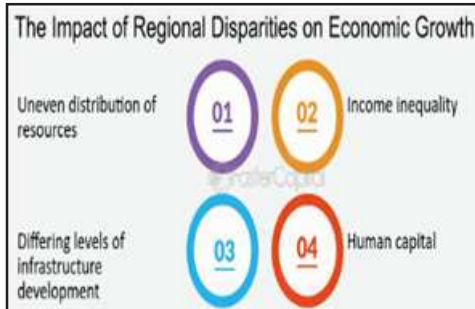 The Impact of Regional Disparities on Economic Growth
Uneven distribution of
resources
01
02
Income inequality
FasterCapital
Differing levels of
infrastructure
development
03
04
Human capital